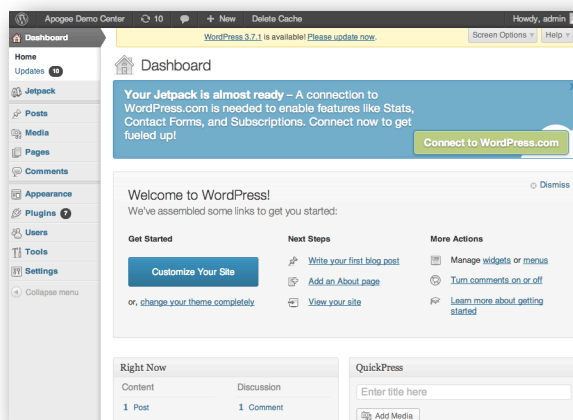 Apogee Demo Center 10 + New Delete Cache Howdy, admin
Dashboard
Home
Updates 10
Jetpack
Posts
Media
Pages
Comments
Appearance
Plugins 7
Users
Tools
Settings
Collapse menu
WordPress 3.7.1 is available! Please update now.
Screen Options Help
Dashboard
Your Jetpack is almost ready – A connection to
WordPress.com is needed to enable features like Stats,
Contact Forms, and Subscriptions. Connect now to get
fueled up!
Connect to WordPress.com
Dismiss
Welcome to WordPress!
We've assembled some links to get you started:
Get Started
Customize Your Site
or, change your theme completely
Next Steps
Write your first blog post
Add an About page
View your site
More Actions
Manage widgets or menus
Turn comments on or off
Learn more about getting
started
Right Now
Content Discussion
1 Post 1 Comment
QuickPress
Enter title here
Add Media